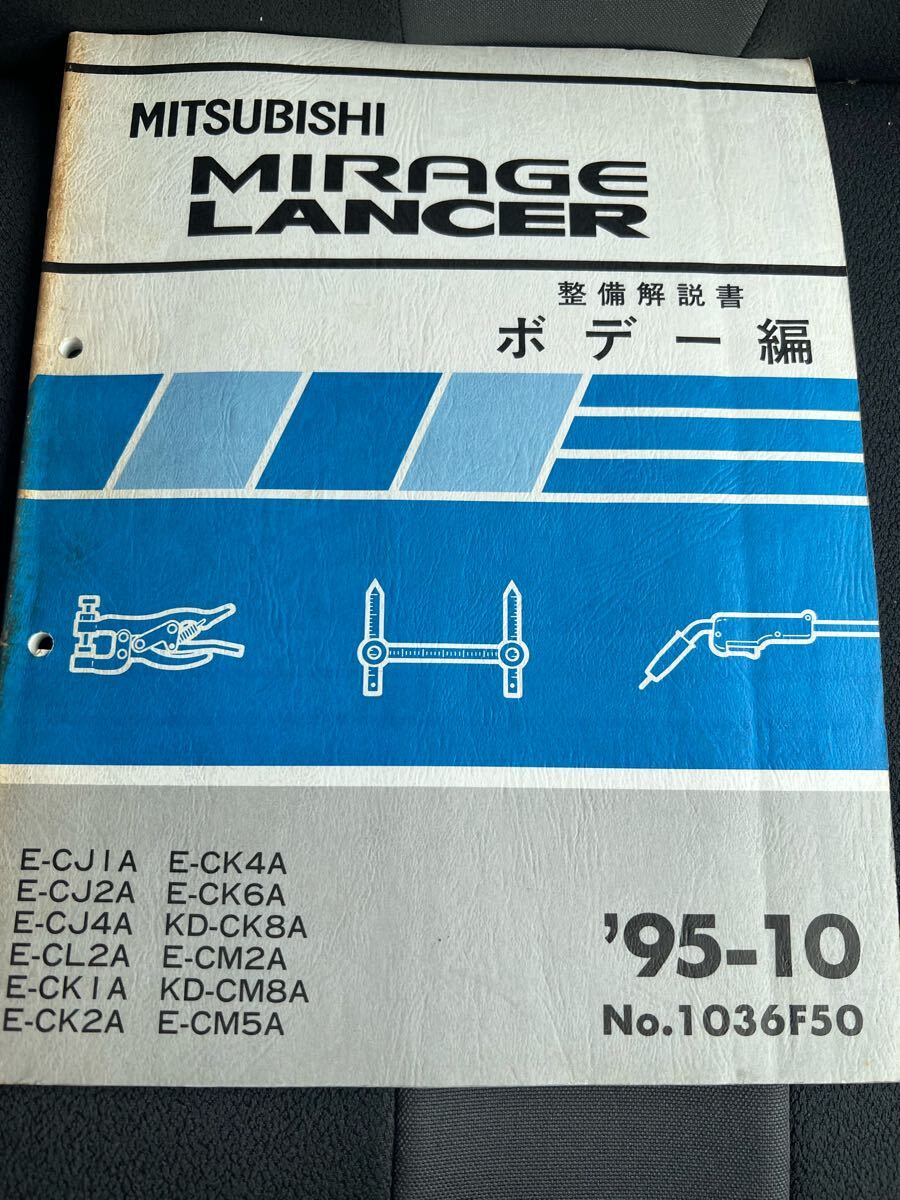 MITSUBISHI
MIRAGE
LANCER
整備解説書
ボデー編
E-CJ1A E-CK4A
E-CJ2A E-CK6A
E-CJ4A KD-CK8A
E-CL2A E-CM2A
E-CK1A KD-CM8A
E-CK2A E-CM5A
'95-10
No.1036F50